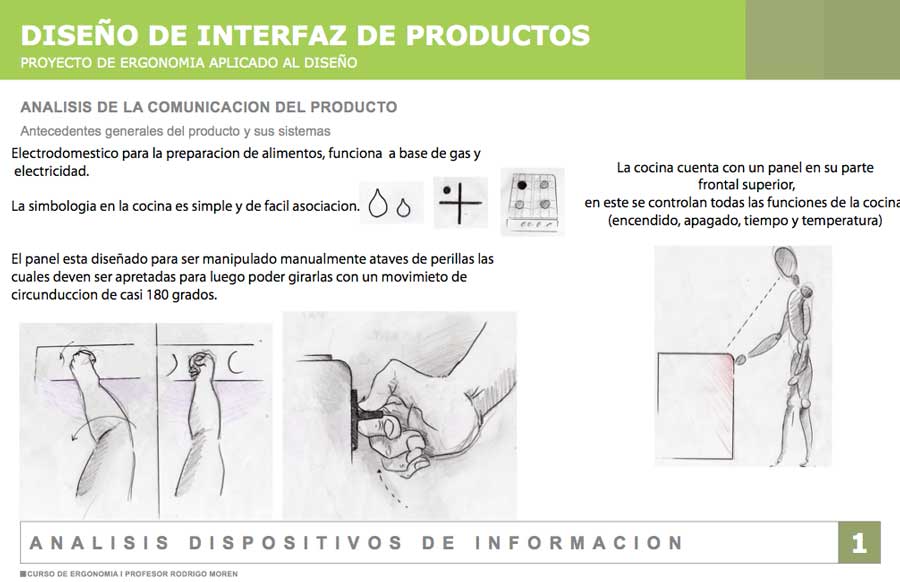 DISEÑO DE INTERFAZ DE PRODUCTOS
PROYECTO DE ERGONOMIA APLICADO AL DISEÑO
ANALISIS DE LA COMUNICACION DEL PRODUCTO
Antecedentes generales del producto y sus sistemas
Electrodomestico para la preparacion de alimentos, funciona a base de gas y
electricidad.
La simbologia en la cocina es simple y de facil asociacion.
El panel esta diseñado para ser manipulado manualmente ataves de perillas las
cuales deven ser apretadas para luego poder girarlas con un movimieto de
circunduccion de casi 180 grados.
La cocina cuenta con un panel en su parte
frontal superior,
en este se controlan todas las funciones de la cocina
(encendido, apagado, tiempo y temperatura)
ANALISIS DISPOSITIVOS DE INFORMACION
1
CURSO DE ERGONOMIA I PROFESOR RODRIGO MOREN